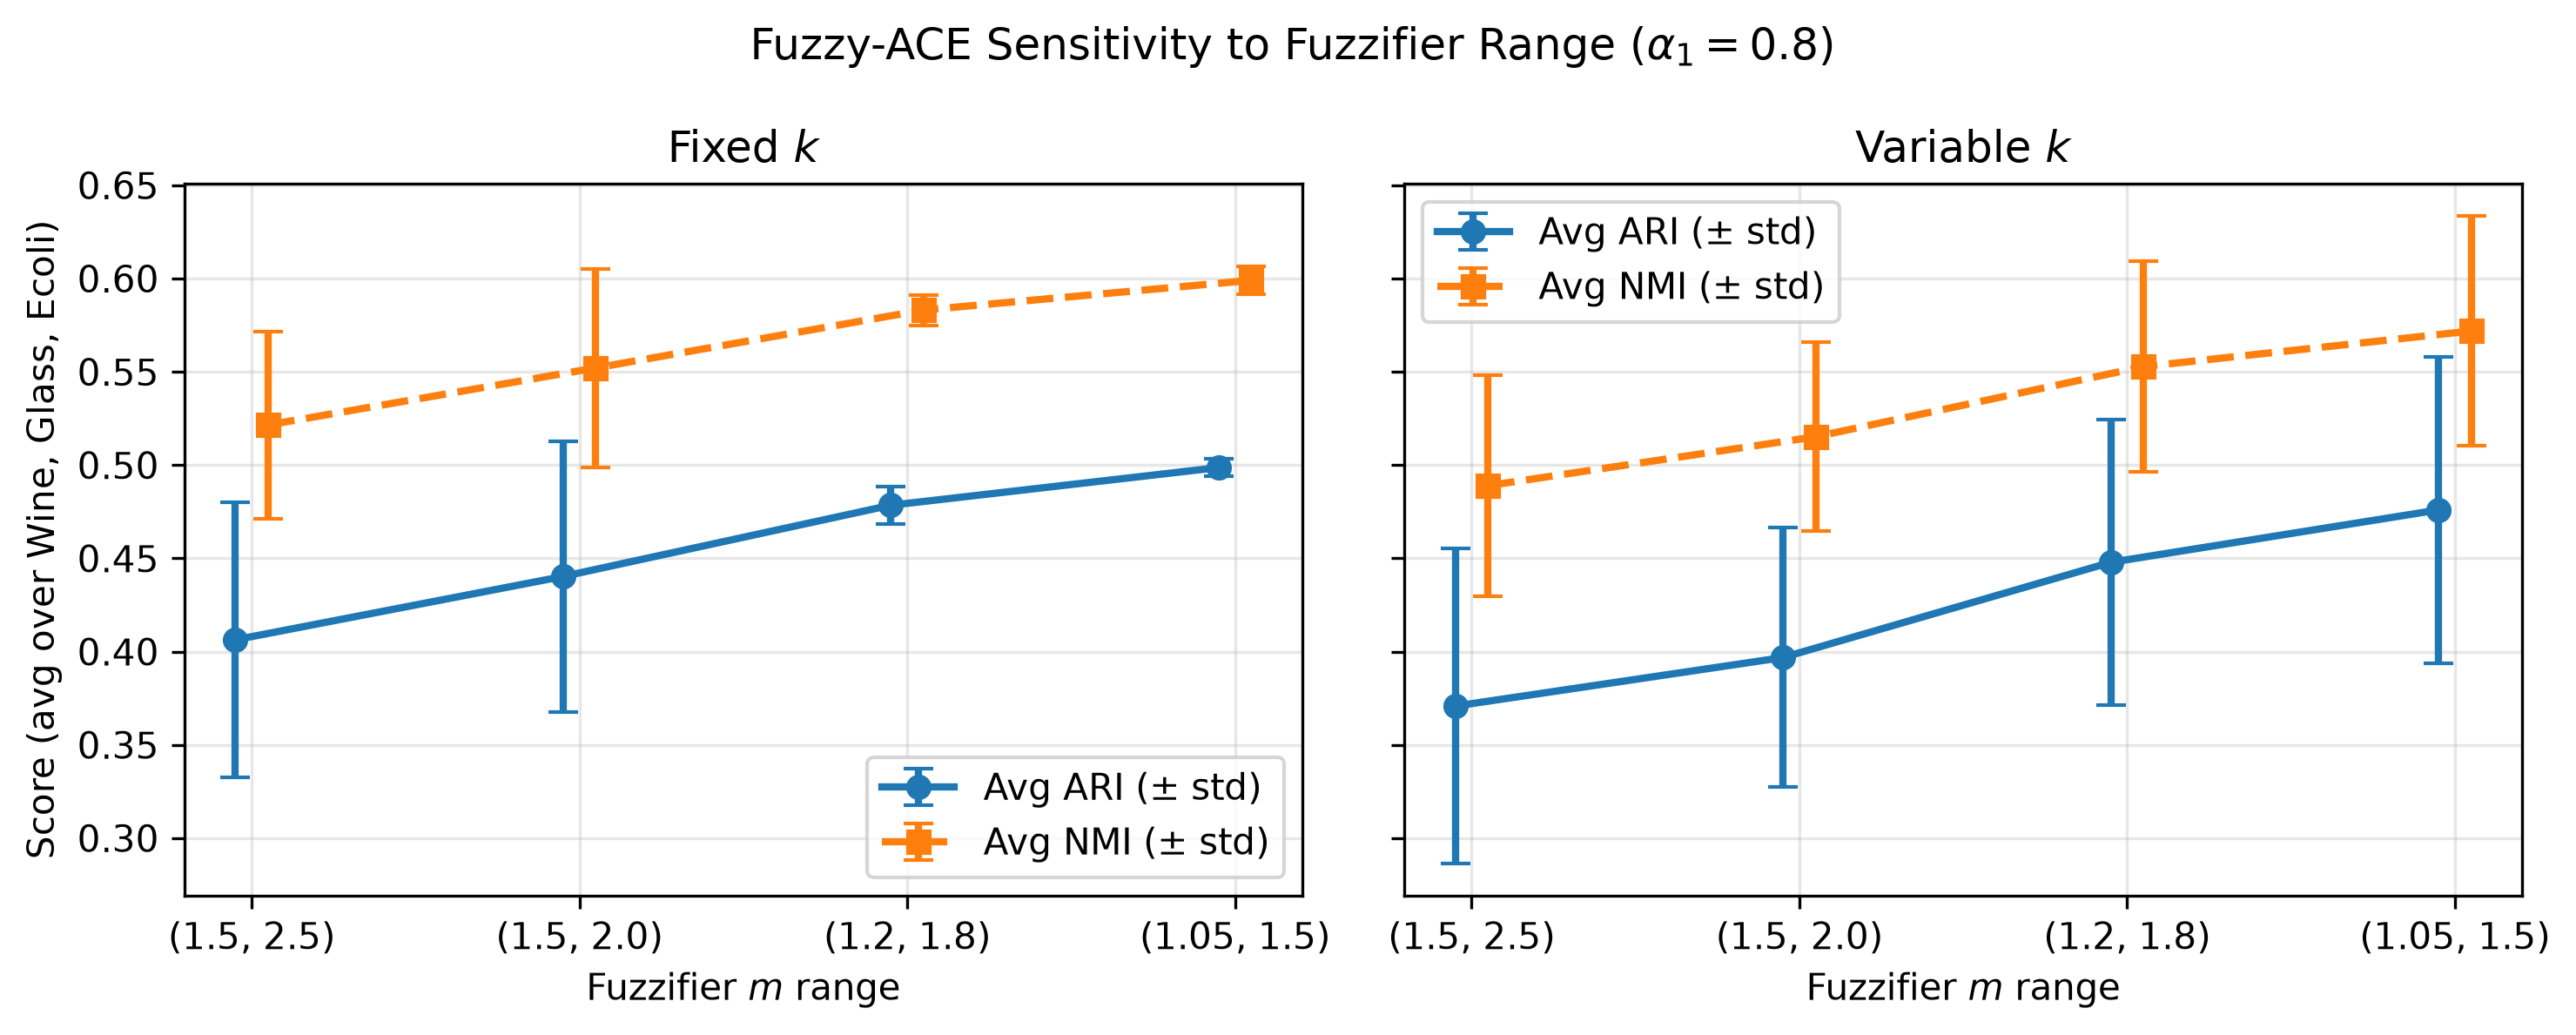 Fuzzy-ACE Sensitivity to Fuzzifier Range (α₁ = 0.8)
Fixed k
Score (avg over Wine, Glass, Ecoli)
0.65
0.60
0.55
0.50
0.45
0.40
0.35
0.30
Avg ARI (± std)
Avg NMI (± std)
(1.5, 2.5)
(1.5, 2.0)
(1.2, 1.8)
(1.05, 1.5)
Fuzzifier m range
Variable k
Avg ARI (± std)
Avg NMI (± std)
(1.5, 2.5)
(1.5, 2.0)
(1.2, 1.8)
(1.05, 1.5)
Fuzzifier m range